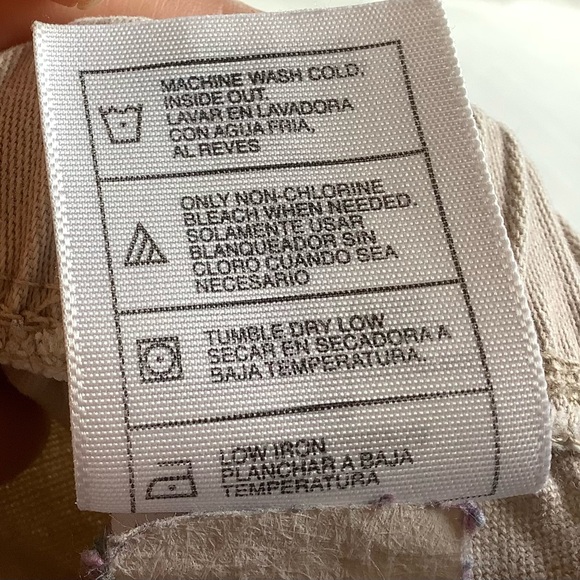 MACHINE WASH COLD,
INSIDE OUT.
LAVAR EN LAVADORA
CON AGUA FRIA,
AL REVES
ONLY NON-CHLORINE
BLEACH WHEN NEEDED.
SOLAMENTE USAR
BLANQUEADOR SIN
CLORO CUANDO SEA
NECESARIO
TUMBLE DRY LOW
SECAR EN SECADORA A
BAJA TEMPERATURA.
LOW IRON
PLANCHAR A BAJA
TEMPERATURA